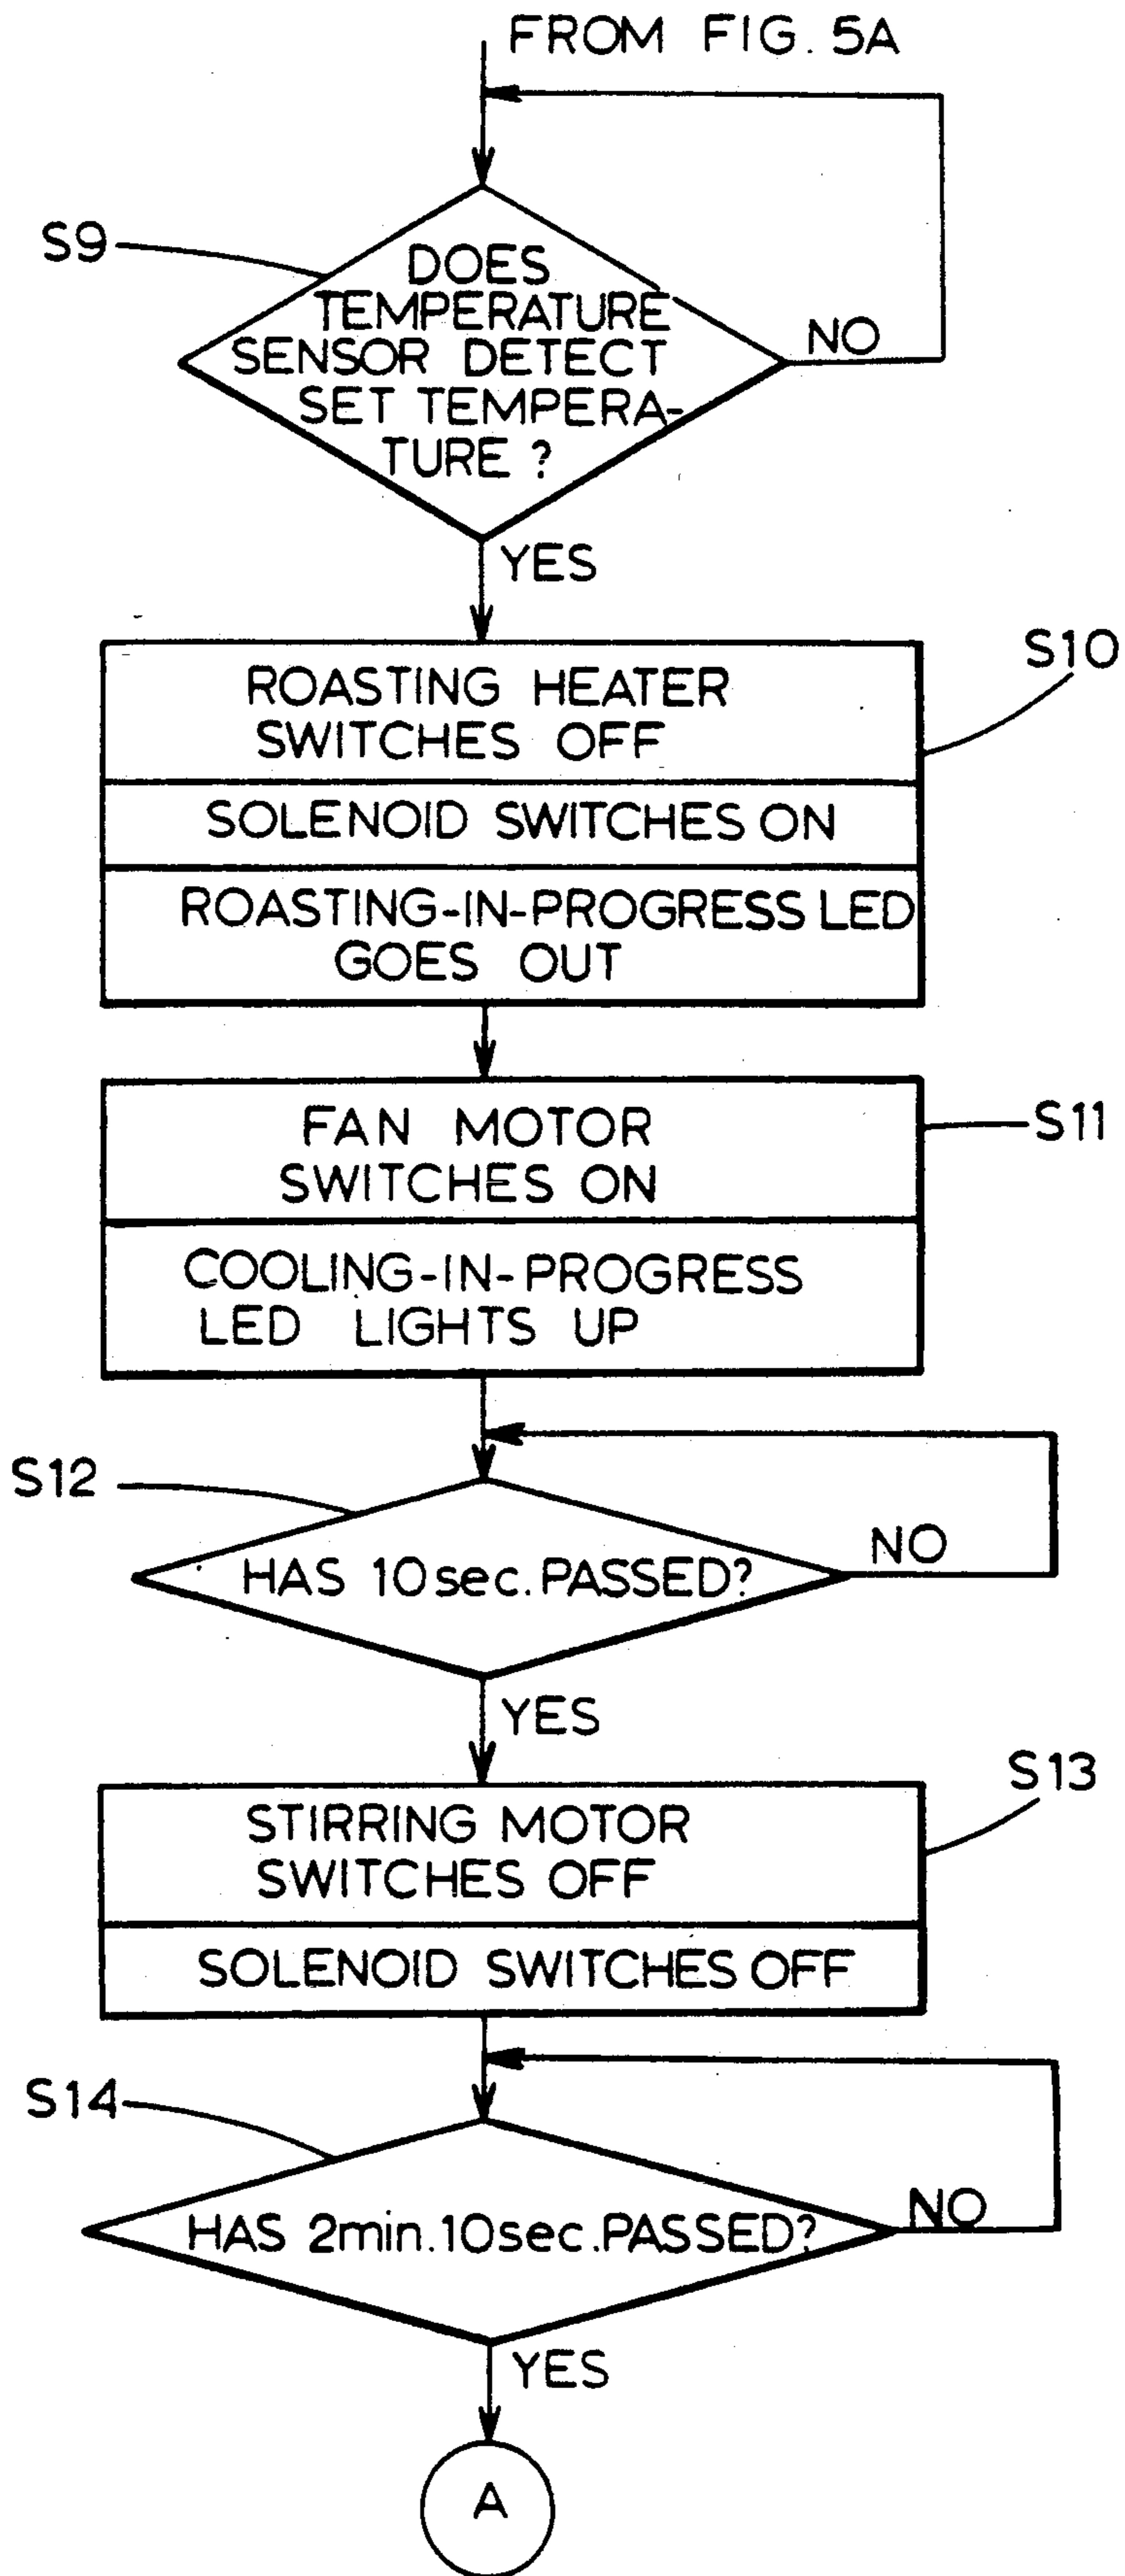 FROM FIG. 5A
S9
DOES
TEMPERATURE
SENSOR DETECT
SET TEMPERA-
TURE ?
NO
YES
S10
ROASTING HEATER
SWITCHES OFF
SOLENOID SWITCHES ON
ROASTING-IN-PROGRESS LED
GOES OUT
S11
FAN MOTOR
SWITCHES ON
COOLING-IN-PROGRESS
LED LIGHTS UP
S12
HAS 10sec.PASSED?
NO
YES
S13
STIRRING MOTOR
SWITCHES OFF
SOLENOID SWITCHES OFF
S14
HAS 2min.10sec.PASSED?
NO
YES
A